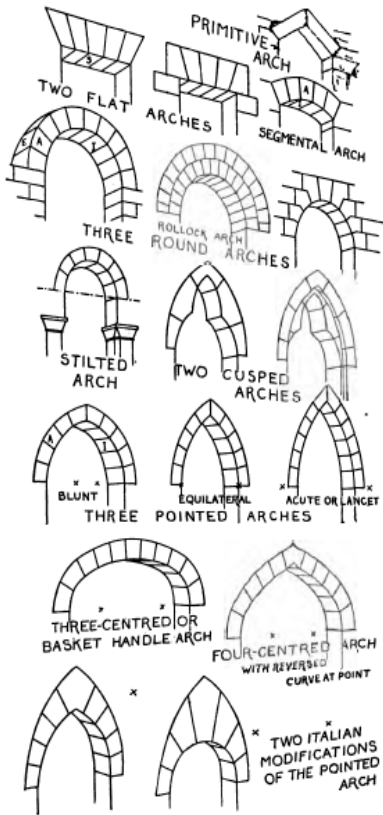 PRIMITIVE
ARCH
S
TWO FLAT ARCHES
A
SEGMENTAL ARCH
E A I
THREE
ROLLOCK ARCH
ROUND ARCHES
STILTED
ARCH
TWO CUSPED
ARCHES
A I
× ×
BLUNT
EQUILATERAL
ACUTE OR LANCET
THREE POINTED ARCHES
THREE-CENTRED OR
BASKET HANDLE ARCH
FOUR-CENTRED ARCH
WITH REVERSED
CURVE AT POINT
TWO ITALIAN
MODIFICATIONS
OF THE POINTED
ARCH